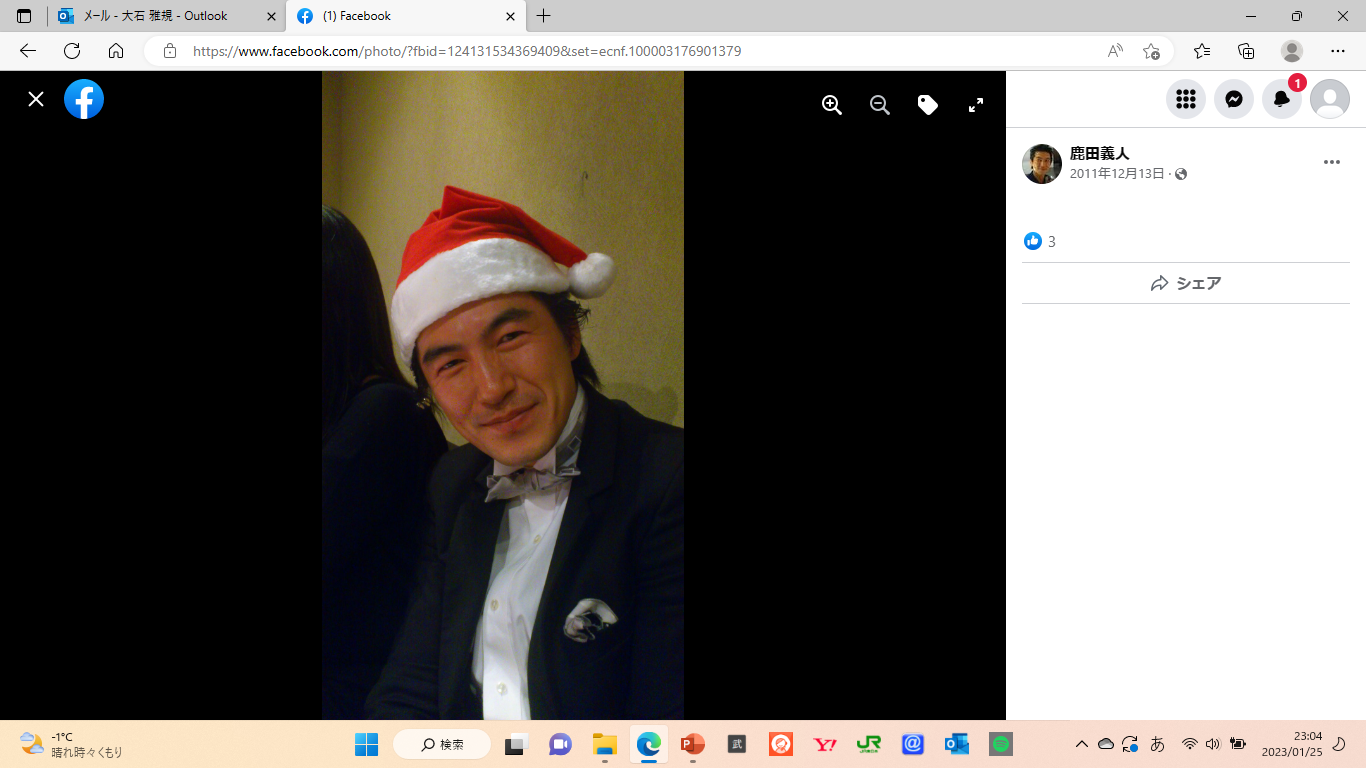 メール - 大石 雅規 - Outlook
(1) Facebook
https://www.facebook.com/photo/?fbid=124131534369409&set=ecnf.100003176901379
1
鹿田義人
2011年12月13日 ·
3
シェア
-1°C
晴れ時々くもり
検索
武
Y!
JR
あ
23:04
2023/01/25